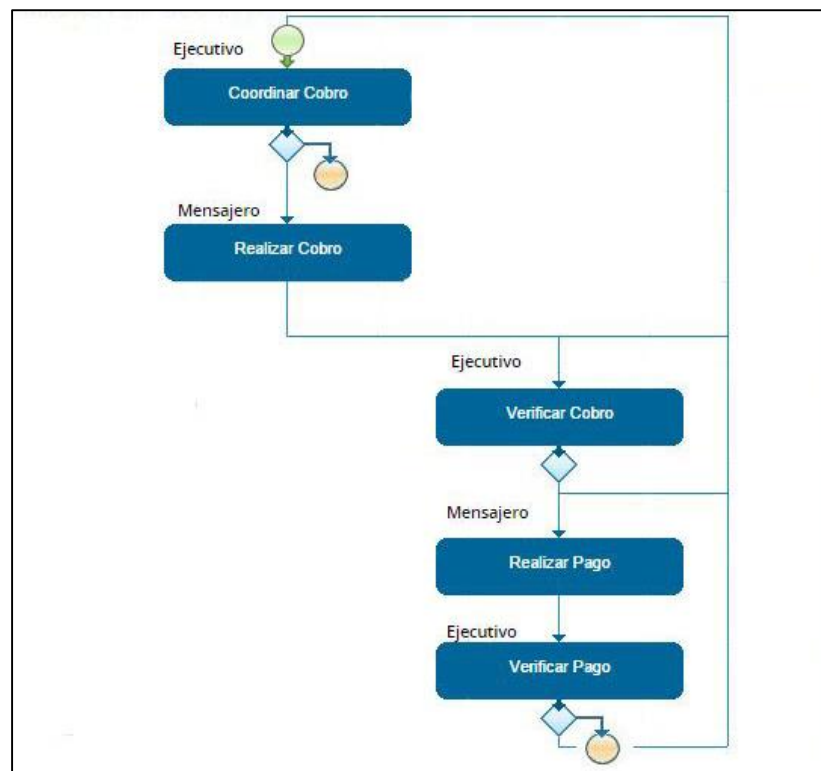 Ejecutivo
Coordinar Cobro
Mensajero
Realizar Cobro
Ejecutivo
Verificar Cobro
Mensajero
Realizar Pago
Ejecutivo
Verificar Pago